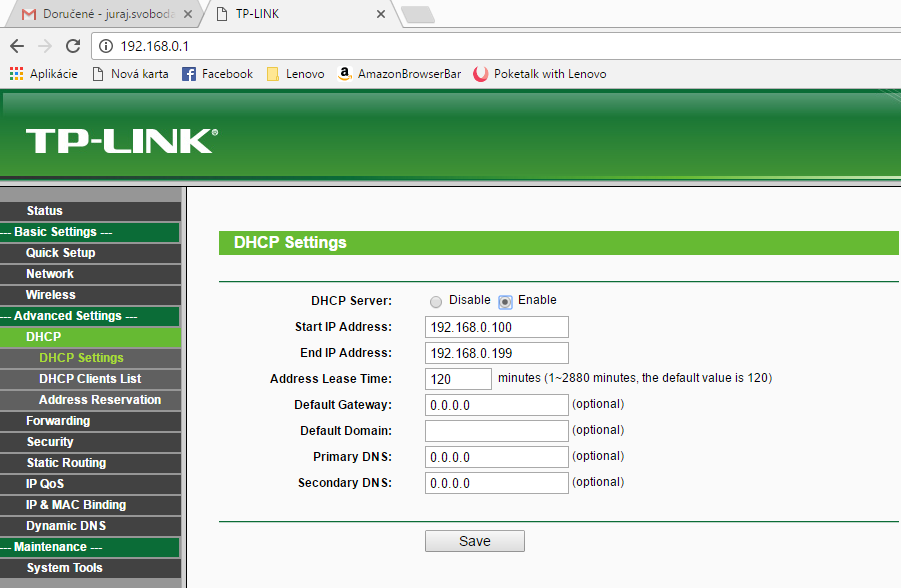 Doručené - juraj.svoboda
TP-LINK
192.168.0.1
Aplikácie
Nová karta
Facebook
Lenovo
AmazonBrowserBar
Poketalk with Lenovo
TP-LINK®
Status
--- Basic Settings ---
Quick Setup
Network
Wireless
--- Advanced Settings ---
DHCP
DHCP Settings
DHCP Clients List
Address Reservation
Forwarding
Security
Static Routing
IP QoS
IP & MAC Binding
Dynamic DNS
--- Maintenance ---
System Tools
DHCP Settings
DHCP Server: Disable Enable
Start IP Address: 192.168.0.100
End IP Address: 192.168.0.199
Address Lease Time: 120 minutes (1~2880 minutes, the default value is 120)
Default Gateway: 0.0.0.0 (optional)
Default Domain: (optional)
Primary DNS: 0.0.0.0 (optional)
Secondary DNS: 0.0.0.0 (optional)
Save